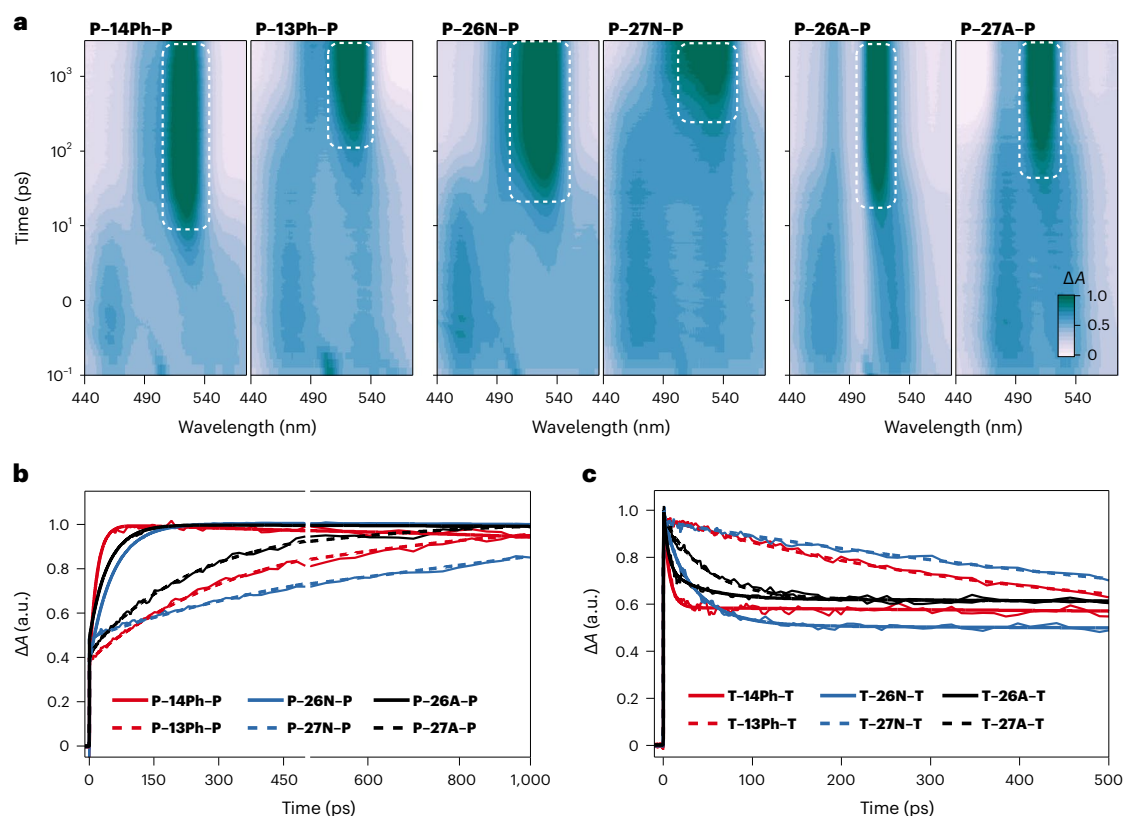 a
P–14Ph–P P–13Ph–P P–26N–P P–27N–P P–26A–P P–27A–P
Time (ps)
10³
10²
10¹
0
10⁻¹
ΔA
1.0
0.5
0
440 490 540 440 490 540 440 490 540 440 490 540 440 490 540 440 490 540
Wavelength (nm) Wavelength (nm) Wavelength (nm)
b
ΔA (a.u.)
1.0
0.8
0.6
0.4
0.2
0
P–14Ph–P P–26N–P P–26A–P
P–13Ph–P P–27N–P P–27A–P
0 150 300 450 600 800 1,000
Time (ps)
c
ΔA (a.u.)
1.0
0.8
0.6
0.4
0.2
0
T–14Ph–T T–26N–T T–26A–T
T–13Ph–T T–27N–T T–27A–T
0 100 200 300 400 500
Time (ps)